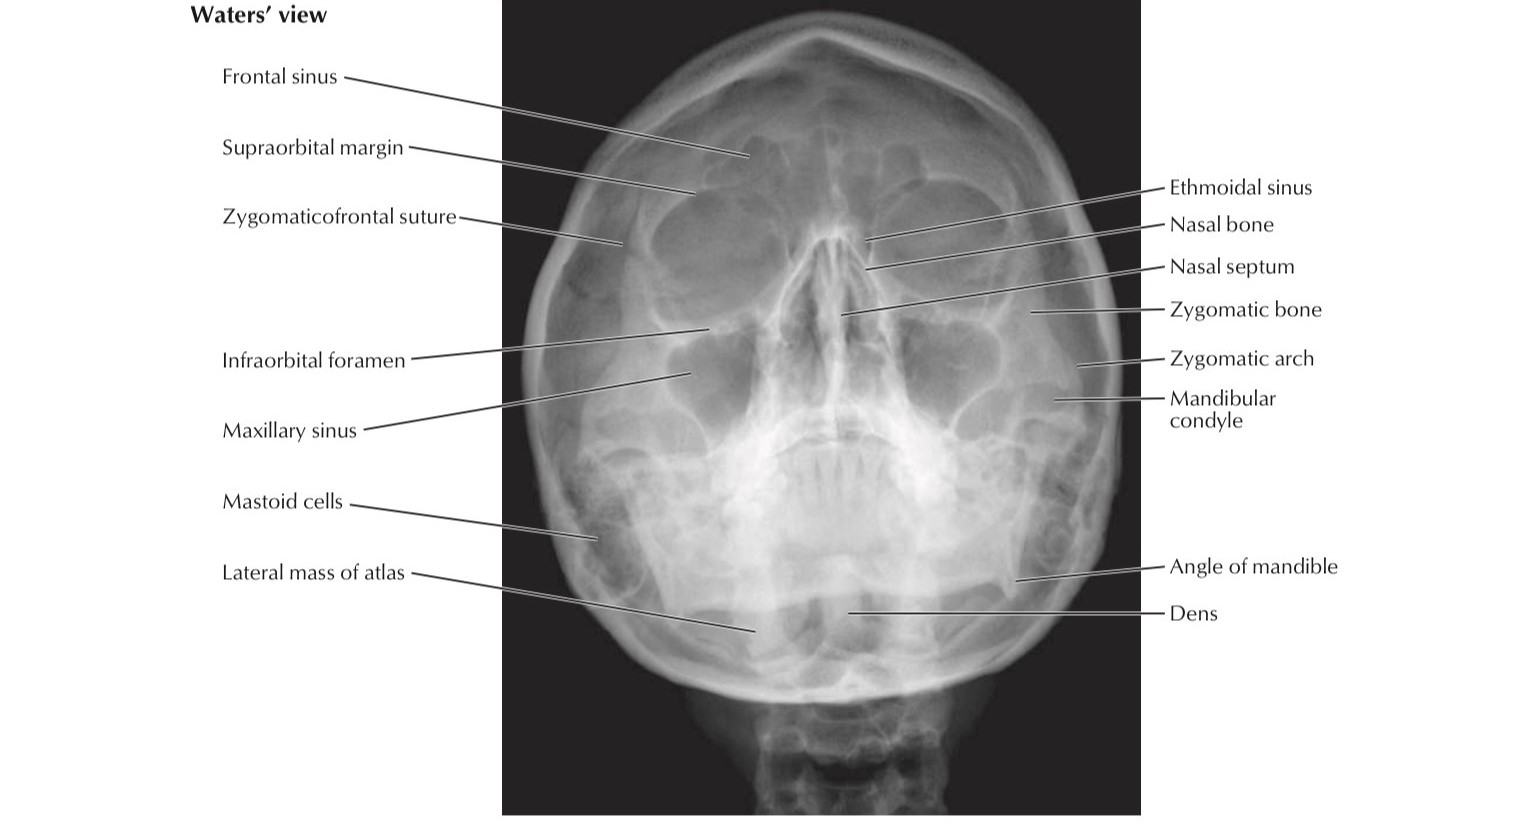 Waters’ view
Frontal sinus
Supraorbital margin
Zygomaticofrontal suture
Infraorbital foramen
Maxillary sinus
Mastoid cells
Lateral mass of atlas
Ethmoidal sinus
Nasal bone
Nasal septum
Zygomatic bone
Zygomatic arch
Mandibular
condyle
Angle of mandible
Dens